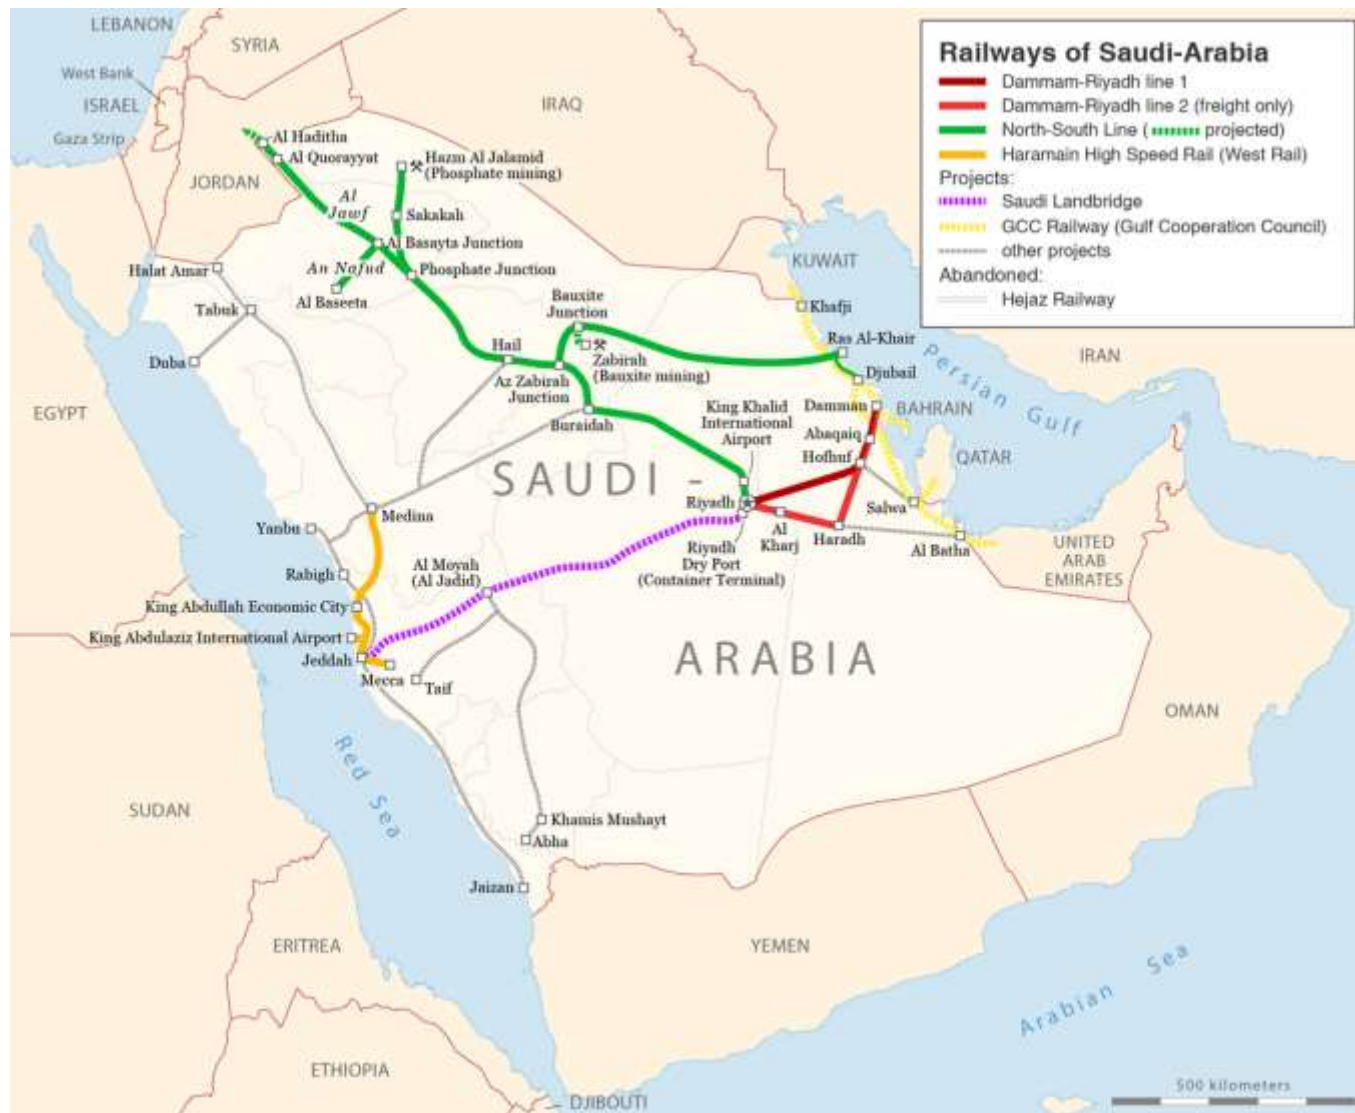 LEBANON
SYRIA
West Bank
ISRAEL
Gaza Strip
JORDAN
IRAQ
KUWAIT
IRAN
EGYPT
BAHRAIN
QATAR
UNITED
ARAB
EMIRATES
OMAN
SUDAN
ERITREA
ETHIOPIA
DJIBOUTI
YEMEN
SAUDI -
ARABIA
Persian Gulf
Red Sea
Arabian Sea
Railways of Saudi-Arabia
Dammam-Riyadh line 1
Dammam-Riyadh line 2 (freight only)
North-South Line ( projected)
Haramain High Speed Rail (West Rail)
Projects:
Saudi Landbridge
GCC Railway (Gulf Cooperation Council)
other projects
Abandoned:
Hejaz Railway
Al Haditha
Al Quorayyat
Hazm Al Jalamid
(Phosphate mining)
Al
Jawf
Sakakah
Al Basayta Junction
An Nafud
Phosphate Junction
Al Baseeta
Halat Amar
Tabuk
Duba
Bauxite
Junction
Hail
Zabirah
(Bauxite mining)
Az Zabirah
Junction
Buraidah
Khafji
Ras Al-Khair
Djubail
Damman
Abaqaiq
Hofhuf
King Khalid
International
Airport
Riyadh
Al
Kharj
Haradh
Salwa
Al Batha
Riyadh
Dry Port
(Container Terminal)
Medina
Yanbu
Rabigh
Al Moyah
(Al Jadid)
King Abdullah Economic City
King Abdulaziz International Airport
Jeddah
Mecca
Taif
Khamis Mushayt
Abha
Jaizan
500 kilometers